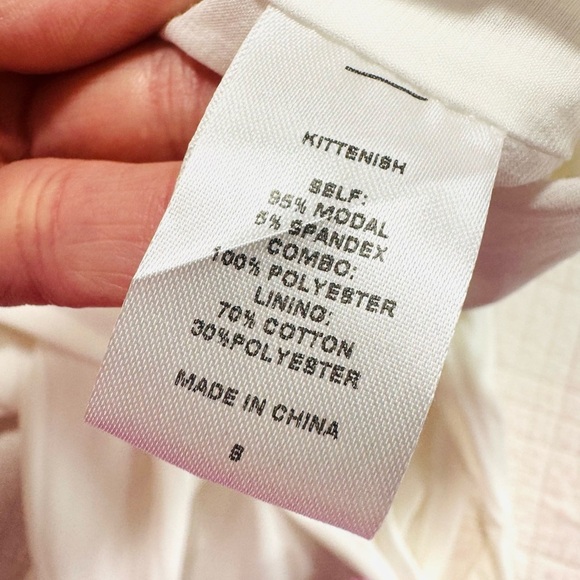 KITTENISH
SELF:
95% MODAL
5% SPANDEX
COMBO:
100% POLYESTER
LINING:
70% COTTON
30%POLYESTER
MADE IN CHINA